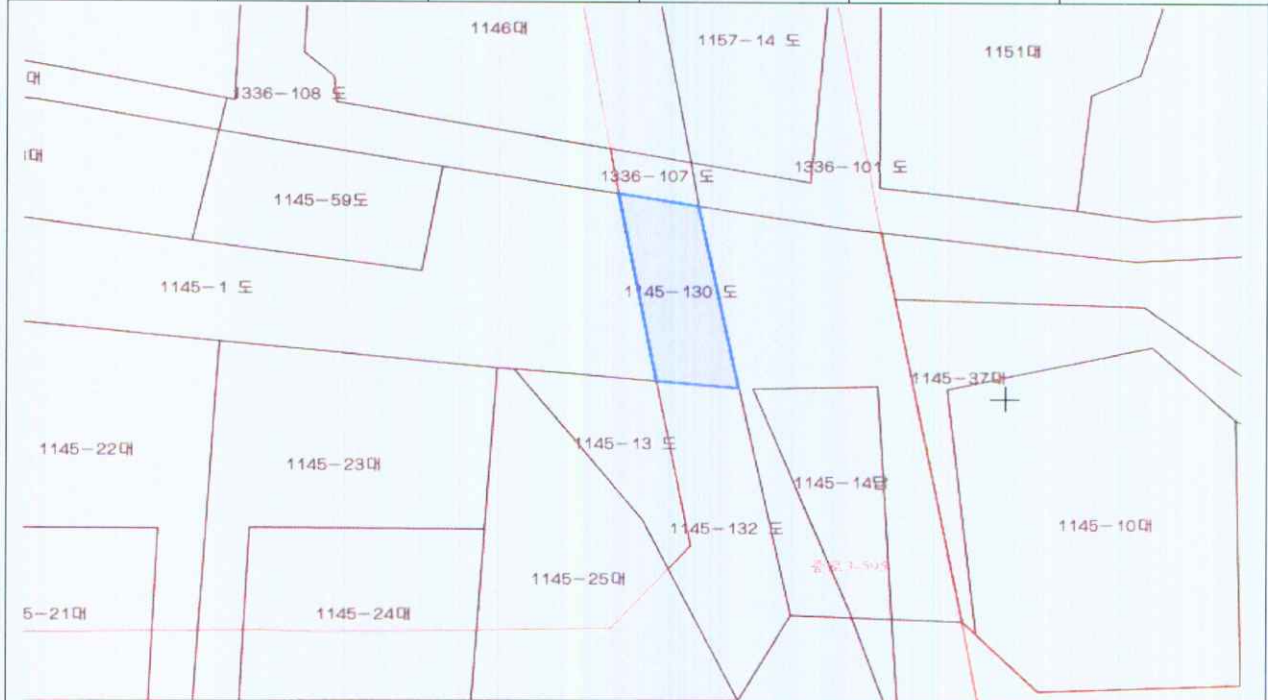 1146대
1157-14 도
1151대
대
1336-108 도
대
1336-107 도
1336-101 도
1145-59도
1145-1 도
1145-130 도
1145-37대
1145-13 도
1145-22대
1145-23대
1145-14답
1145-132 도
1145-10대
1145-25대
5-21대
1145-24대